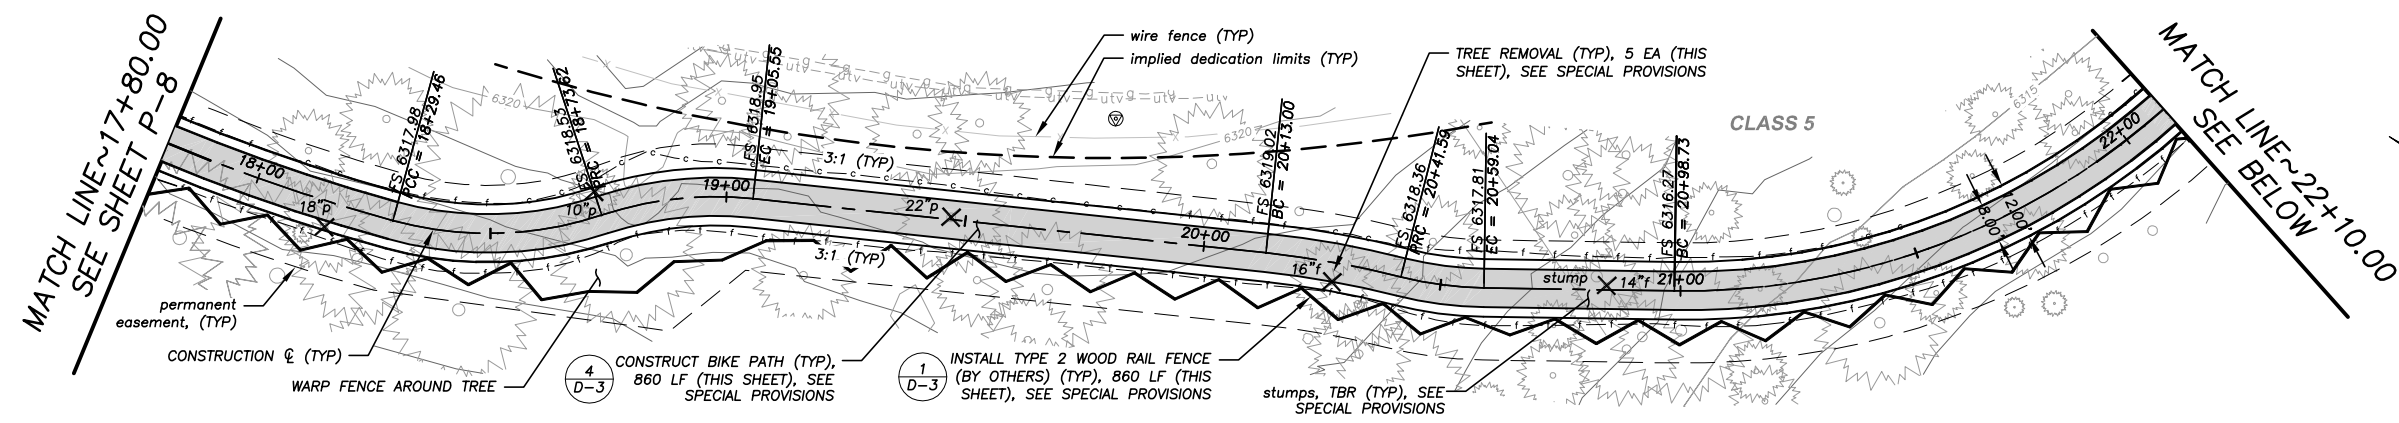 MATCH LINE~17+80.00
SEE SHEET P-8
18+00
18"p
FS 6317.98
PCC = 18+29.46
6320
FS 6318.53
PRC = 18+73.62
10"p
FS 6318.95
EC = 19+05.55
19+00
3:1 (TYP)
3:1 (TYP)
22"p
wire fence (TYP)
implied dedication limits (TYP)
6320
20+00
FS 6319.02
BC = 20+13.00
16"f
TREE REMOVAL (TYP), 5 EA (THIS
SHEET), SEE SPECIAL PROVISIONS
FS 6318.36
PRC = 20+41.59
FS 6317.81
EC = 20+59.04
stump
14"f
21+00
FS 6316.27
BC = 20+98.73
CLASS 5
6315
8.00'
2.00'
22+00
MATCH LINE~22+10.00
SEE BELOW
permanent
easement, (TYP)
CONSTRUCTION ℄ (TYP)
WARP FENCE AROUND TREE
4
D-3
CONSTRUCT BIKE PATH (TYP),
860 LF (THIS SHEET), SEE
SPECIAL PROVISIONS
1
D-3
INSTALL TYPE 2 WOOD RAIL FENCE
(BY OTHERS) (TYP), 860 LF (THIS
SHEET), SEE SPECIAL PROVISIONS
stumps, TBR (TYP), SEE
SPECIAL PROVISIONS